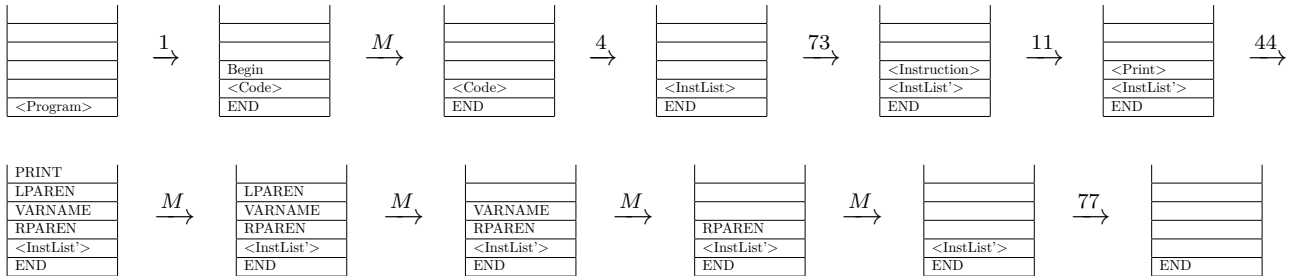 <Program>
1
Begin
<Code>
END
M
<Code>
END
4
<InstList>
END
73
<Instruction>
<InstList'>
END
11
<Print>
<InstList'>
END
44
PRINT
LPAREN
VARNAME
RPAREN
<InstList'>
END
M
LPAREN
VARNAME
RPAREN
<InstList'>
END
M
VARNAME
RPAREN
<InstList'>
END
M
RPAREN
<InstList'>
END
M
<InstList'>
END
77
END